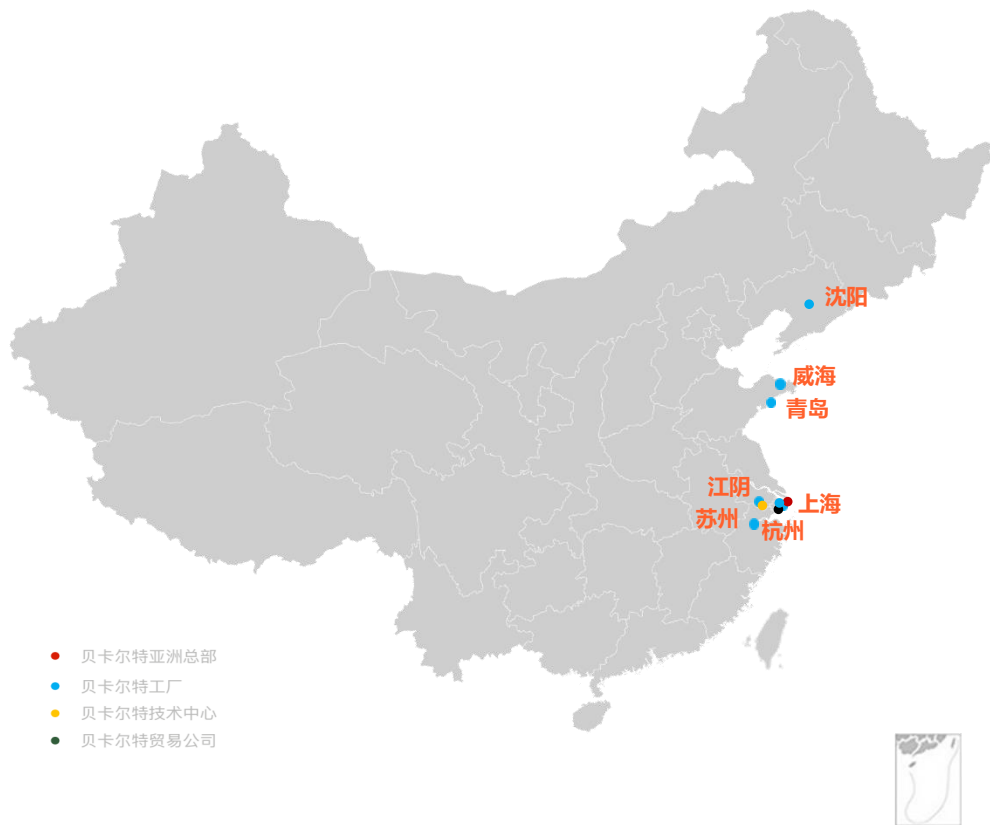 沈阳
威海
青岛
江阴
上海
苏州
杭州
贝卡尔特亚洲总部
贝卡尔特工厂
贝卡尔特技术中心
贝卡尔特贸易公司